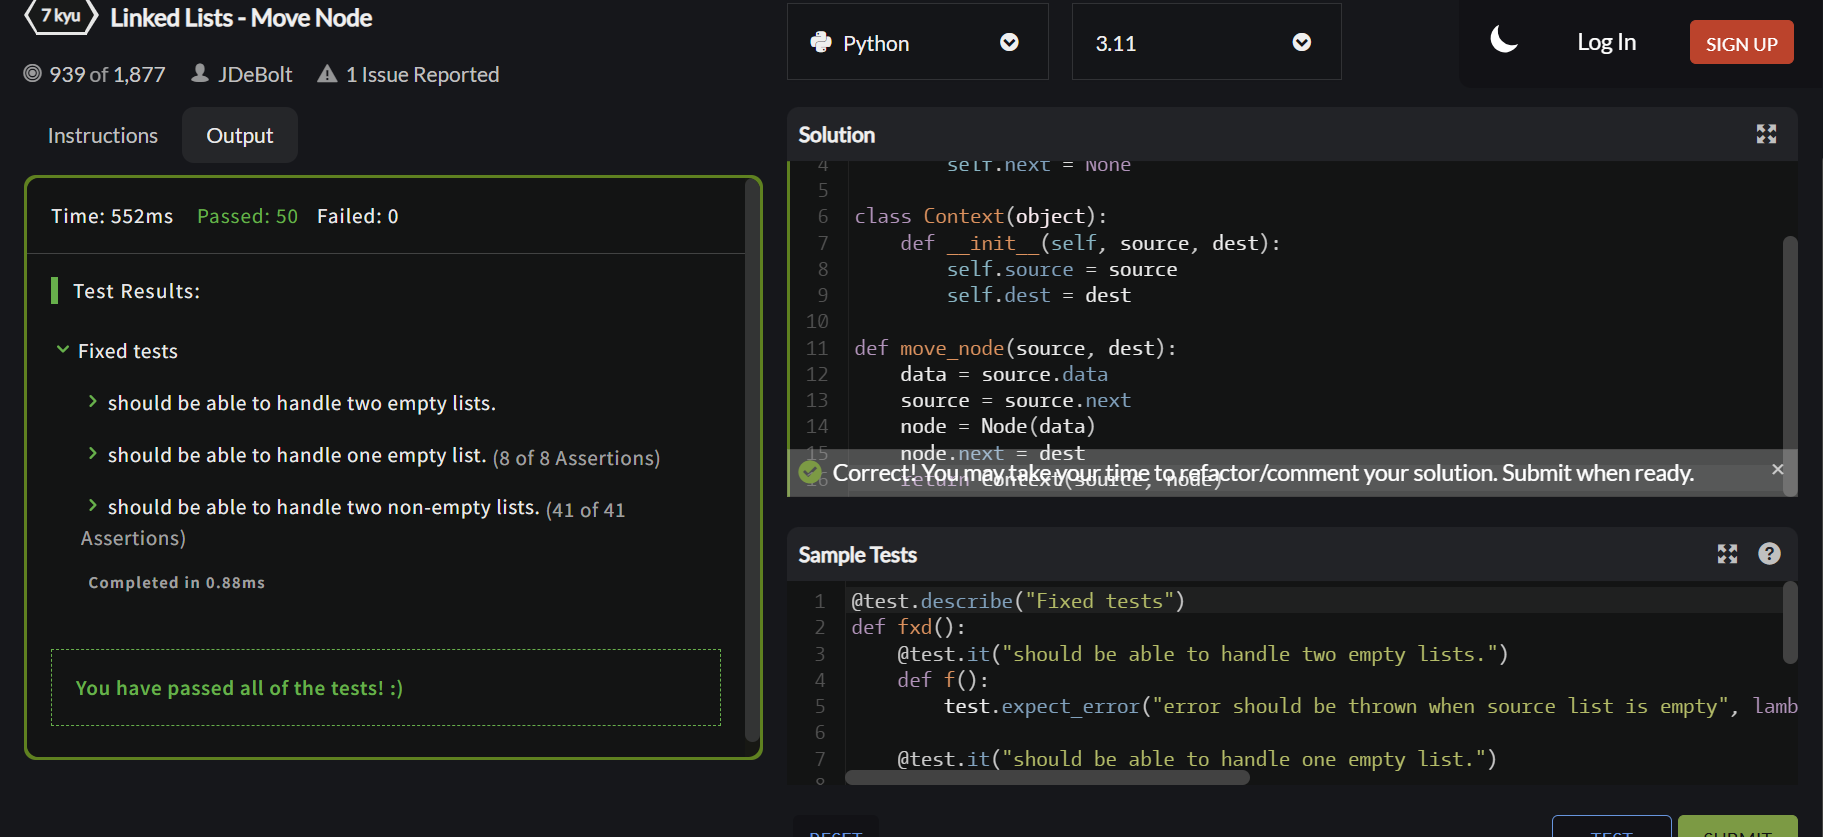 7 kyu Linked Lists - Move Node
939 of 1,877 JDeBolt 1 Issue Reported
Instructions Output
Time: 552ms Passed: 50 Failed: 0
Test Results:
Fixed tests
should be able to handle two empty lists.
should be able to handle one empty list. (8 of 8 Assertions)
should be able to handle two non-empty lists. (41 of 41
Assertions)
Completed in 0.88ms
You have passed all of the tests! :)
Python 3.11
Log In SIGN UP
Solution
4 self.next = None
5
6 class Context(object):
7 def __init__(self, source, dest):
8 self.source = source
9 self.dest = dest
10
11 def move_node(source, dest):
12 data = source.data
13 source = source.next
14 node = Node(data)
15 node.next = dest
16 return Context(source, node)
Correct! You may take your time to refactor/comment your solution. Submit when ready.
Sample Tests
1 @test.describe("Fixed tests")
2 def fxd():
3 @test.it("should be able to handle two empty lists.")
4 def f():
5 test.expect_error("error should be thrown when source list is empty", lamb
6
7 @test.it("should be able to handle one empty list.")
8
RESET TEST SUBMIT